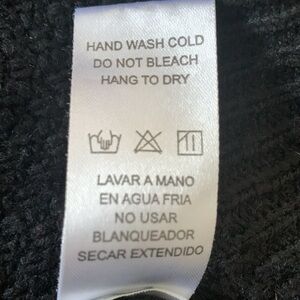 HAND WASH COLD
DO NOT BLEACH
HANG TO DRY
LAVAR A MANO
EN AGUA FRIA
NO USAR
BLANQUEADOR
SECAR EXTENDIDO